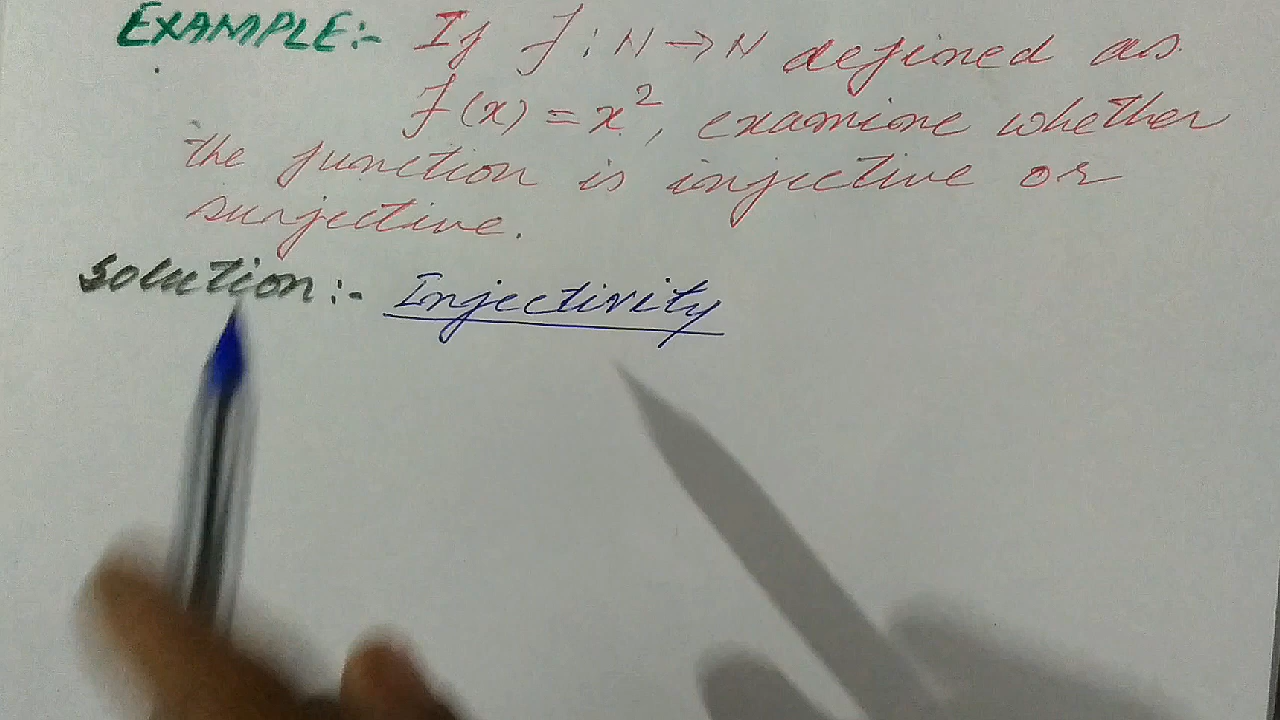 EXAMPLE:- If f : N → N defined as
f(x) = x², examine whether
the function is injective or
surjective.
Solution:- Injectivity